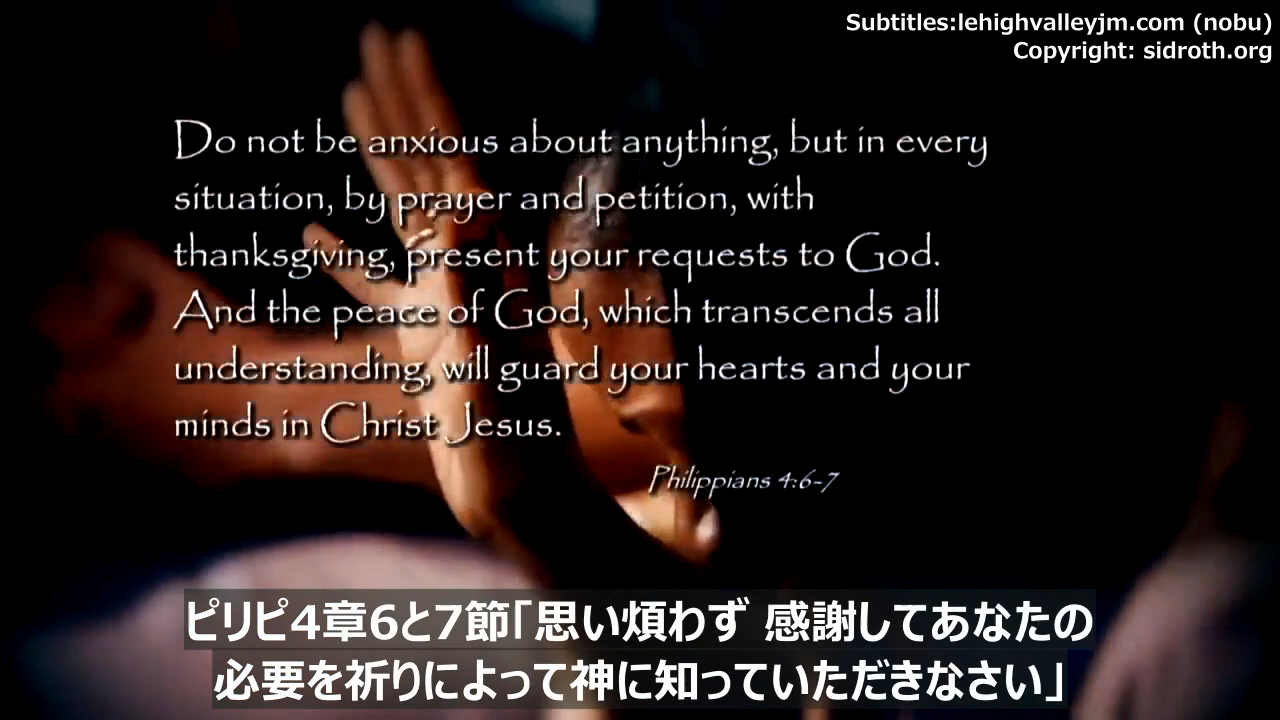 Subtitles:lehighvalleyjm.com (nobu)
Copyright: sidroth.org
Do not be anxious about anything, but in every
situation, by prayer and petition, with
thanksgiving, present your requests to God.
And the peace of God, which transcends all
understanding, will guard your hearts and your
minds in Christ Jesus.
Philippians 4:6-7
ピリピ4章6と7節「思い煩わず 感謝してあなたの
必要を祈りによって神に知っていただきなさい」